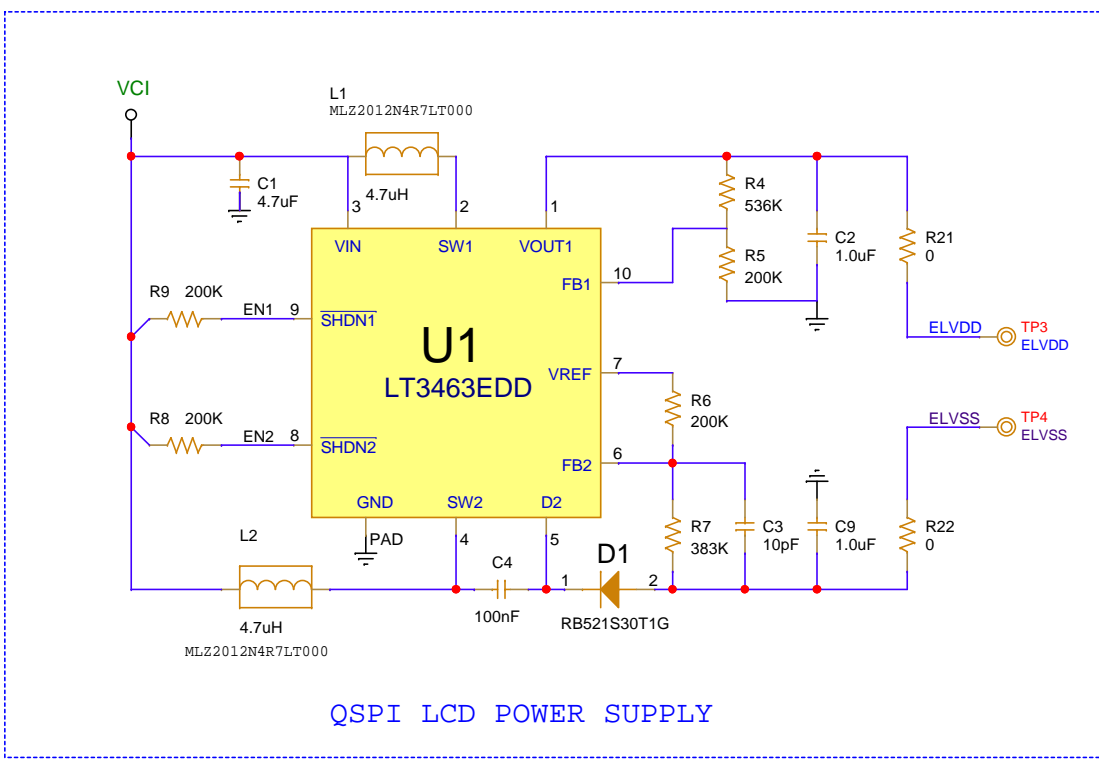 VCI
L1
MLZ2012N4R7LT000
4.7uH
C1
4.7uF
3
2
1
VIN
SW1
VOUT1
R4
536K
R5
200K
C2
1.0uF
R21
0
10
FB1
R9 200K
EN1
9
SHDN1
U1
LT3463EDD
ELVDD
TP3
ELVDD
7
VREF
R6
200K
R8 200K
EN2
8
SHDN2
ELVSS
TP4
ELVSS
6
FB2
GND
SW2
D2
PAD
4
5
R7
383K
C3
10pF
C9
1.0uF
R22
0
L2
4.7uH
MLZ2012N4R7LT000
C4
100nF
D1
1
2
RB521S30T1G
QSPI LCD POWER SUPPLY